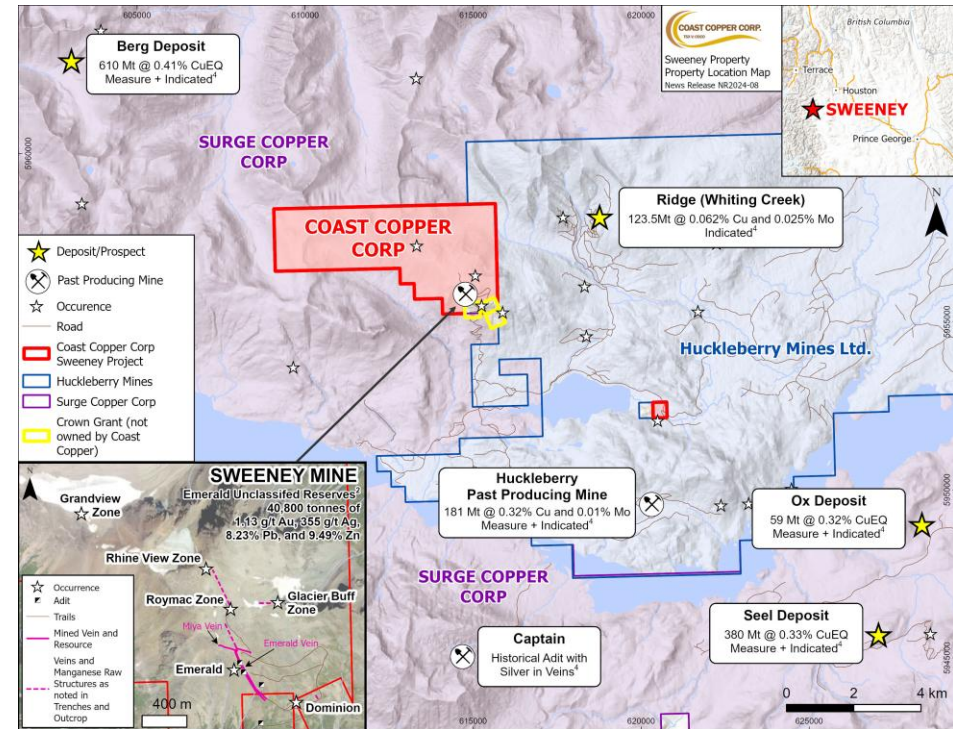 605000
610000
615000
620000
Berg Deposit
610 Mt @ 0.41% CuEQ
Measure + Indicated⁴
COAST COPPER CORP.
Sweeney Property
Property Location Map
News Release NR2024-08
British Columbia
Terrace
Houston
SWEENEY
Prince George
SURGE COPPER
CORP
5960000
Ridge (Whiting Creek)
123.5Mt @ 0.062% Cu and 0.025% Mo
Indicated⁴
N
COAST COPPER
CORP
Deposit/Prospect
Past Producing Mine
Occurence
Road
Coast Copper Corp
Sweeney Project
Huckleberry Mines
Surge Copper Corp
Crown Grant (not
owned by Coast
Copper)
5955000
Huckleberry Mines Ltd.
SWEENEY MINE
Emerald Unclassifed Reserves²
40,800 tonnes of
1.13 g/t Au, 355 g/t Ag,
8.23% Pb, and 9.49% Zn
N
Grandview
Zone
Rhine View Zone
Roymac Zone
Glacier Buff
Zone
Miya Vein
Emerald Vein
Emerald
Dominion
Occurrence
Adit
Trails
Mined Vein and
Resource
Veins and
Manganese Raw
Structures as
noted in
Trenches and
Outcrop
400 m
Huckleberry
Past Producing Mine
181 Mt @ 0.32% Cu and 0.01% Mo
Measure + Indicated⁴
5950000
Ox Deposit
59 Mt @ 0.32% CuEQ
Measure + Indicated⁴
SURGE COPPER
CORP
Captain
Historical Adit with
Silver in Veins⁴
Seel Deposit
380 Mt @ 0.33% CuEQ
Measure + Indicated⁴
5945000
0 2 4 km
615000
620000
625000